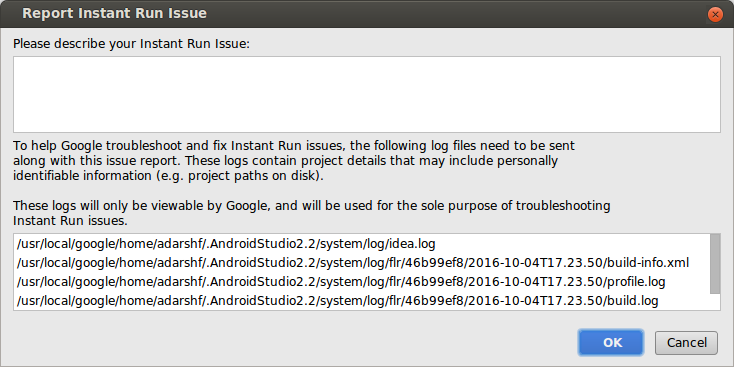 Report Instant Run Issue
Please describe your Instant Run Issue:
To help Google troubleshoot and fix Instant Run issues, the following log files need to be sent
along with this issue report. These logs contain project details that may include personally
identifiable information (e.g. project paths on disk).
These logs will only be viewable by Google, and will be used for the sole purpose of troubleshooting
Instant Run issues.
/usr/local/google/home/adarshf/.AndroidStudio2.2/system/log/idea.log
/usr/local/google/home/adarshf/.AndroidStudio2.2/system/log/flr/46b99ef8/2016-10-04T17.23.50/build-info.xml
/usr/local/google/home/adarshf/.AndroidStudio2.2/system/log/flr/46b99ef8/2016-10-04T17.23.50/profile.log
/usr/local/google/home/adarshf/.AndroidStudio2.2/system/log/flr/46b99ef8/2016-10-04T17.23.50/build.log
OK Cancel